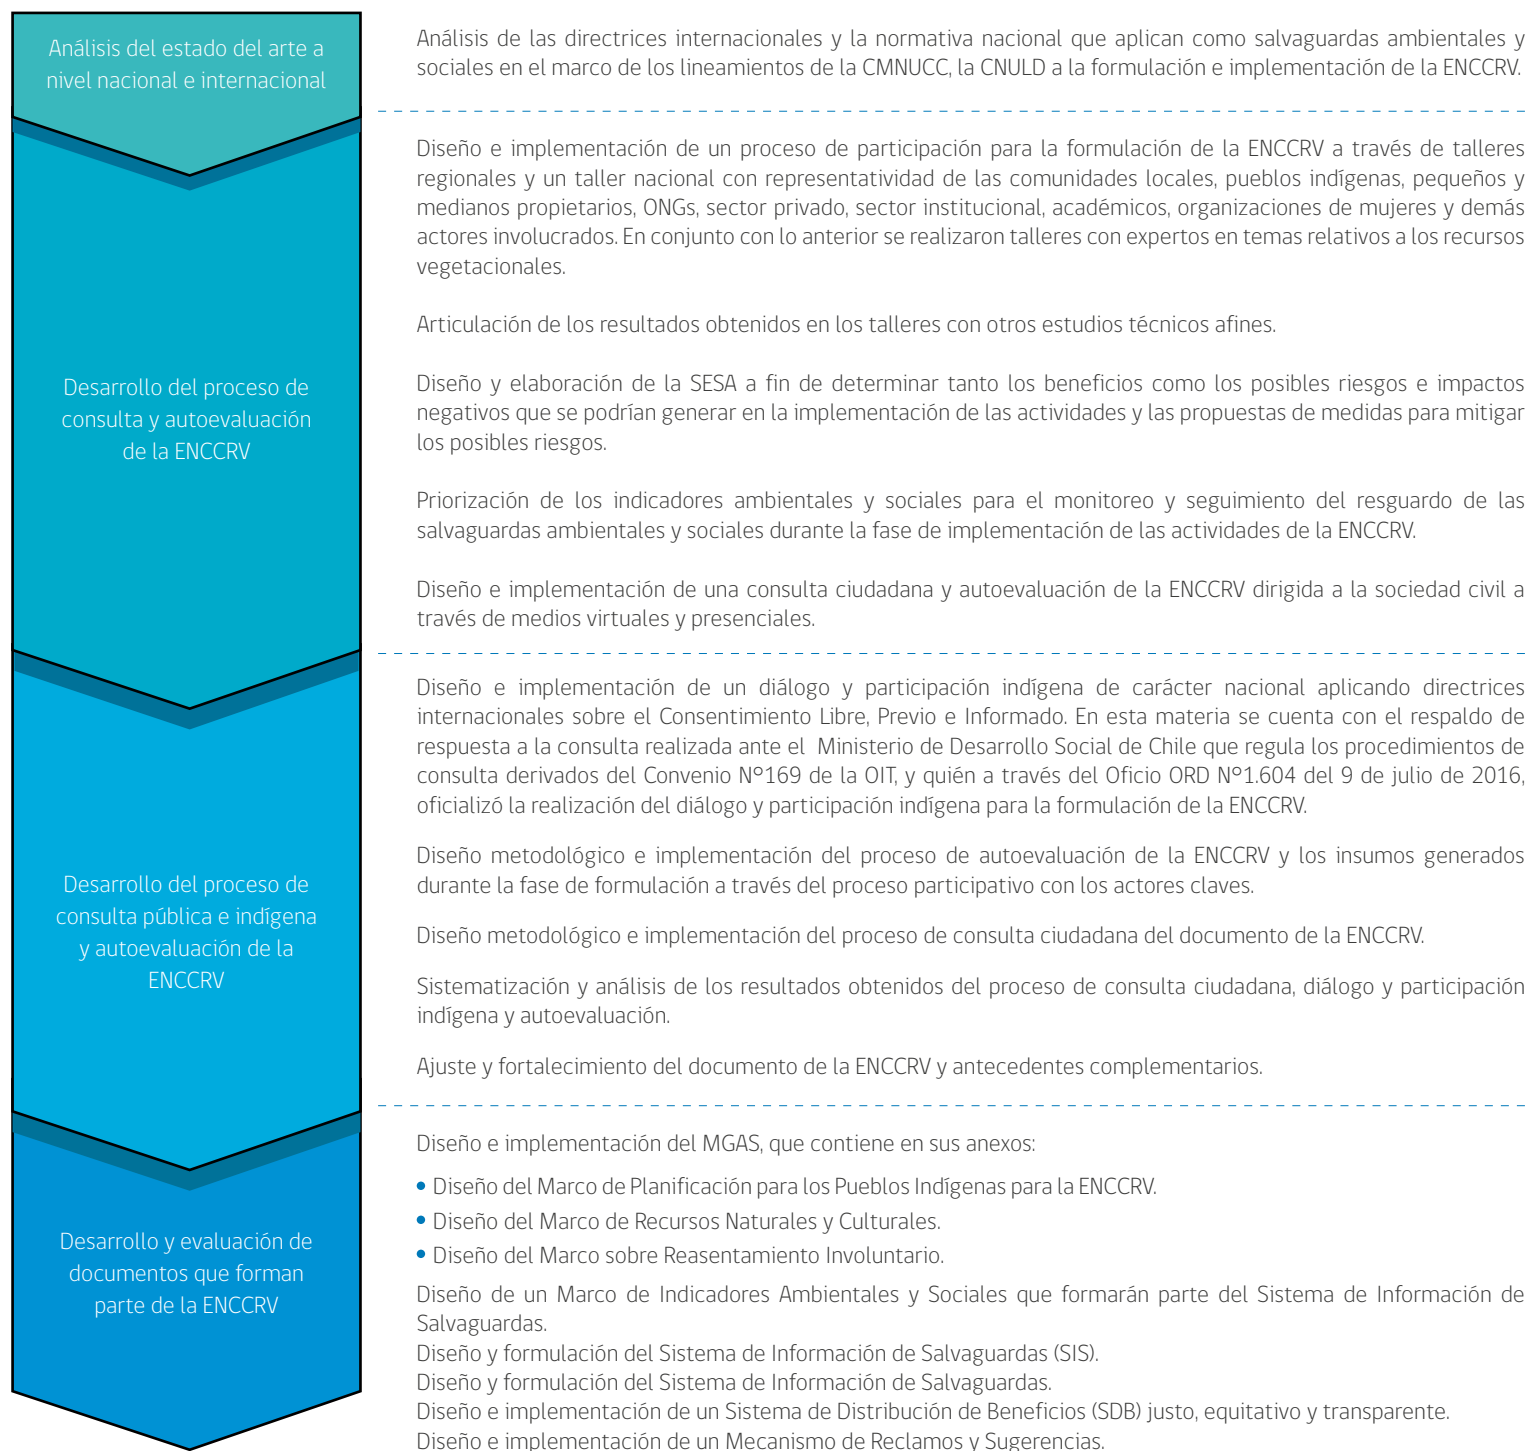 Análisis del estado del arte a
nivel nacional e internacional
Análisis de las directrices internacionales y la normativa nacional que aplican como salvaguardas ambientales y
sociales en el marco de los lineamientos de la CMNUCC, la CNULD a la formulación e implementación de la ENCCRV.
Desarrollo del proceso de
consulta y autoevaluación
de la ENCCRV
Diseño e implementación de un proceso de participación para la formulación de la ENCCRV a través de talleres
regionales y un taller nacional con representatividad de las comunidades locales, pueblos indígenas, pequeños y
medianos propietarios, ONGs, sector privado, sector institucional, académicos, organizaciones de mujeres y demás
actores involucrados. En conjunto con lo anterior se realizaron talleres con expertos en temas relativos a los recursos
vegetacionales.
Articulación de los resultados obtenidos en los talleres con otros estudios técnicos afines.
Diseño y elaboración de la SESA a fin de determinar tanto los beneficios como los posibles riesgos e impactos
negativos que se podrían generar en la implementación de las actividades y las propuestas de medidas para mitigar
los posibles riesgos.
Priorización de los indicadores ambientales y sociales para el monitoreo y seguimiento del resguardo de las
salvaguardas ambientales y sociales durante la fase de implementación de las actividades de la ENCCRV.
Diseño e implementación de una consulta ciudadana y autoevaluación de la ENCCRV dirigida a la sociedad civil a
través de medios virtuales y presenciales.
Desarrollo del proceso de
consulta pública e indígena
y autoevaluación de la
ENCCRV
Diseño e implementación de un diálogo y participación indígena de carácter nacional aplicando directrices
internacionales sobre el Consentimiento Libre, Previo e Informado. En esta materia se cuenta con el respaldo de
respuesta a la consulta realizada ante el Ministerio de Desarrollo Social de Chile que regula los procedimientos de
consulta derivados del Convenio Nº169 de la OIT, y quién a través del Oficio ORD Nº1.604 del 9 de julio de 2016,
oficializó la realización del diálogo y participación indígena para la formulación de la ENCCRV.
Diseño metodológico e implementación del proceso de autoevaluación de la ENCCRV y los insumos generados
durante la fase de formulación a través del proceso participativo con los actores claves.
Diseño metodológico e implementación del proceso de consulta ciudadana del documento de la ENCCRV.
Sistematización y análisis de los resultados obtenidos del proceso de consulta ciudadana, diálogo y participación
indígena y autoevaluación.
Ajuste y fortalecimiento del documento de la ENCCRV y antecedentes complementarios.
Desarrollo y evaluación de
documentos que forman
parte de la ENCCRV
Diseño e implementación del MGAS, que contiene en sus anexos:
• Diseño del Marco de Planificación para los Pueblos Indígenas para la ENCCRV.
• Diseño del Marco de Recursos Naturales y Culturales.
• Diseño del Marco sobre Reasentamiento Involuntario.
Diseño de un Marco de Indicadores Ambientales y Sociales que formarán parte del Sistema de Información de
Salvaguardas.
Diseño y formulación del Sistema de Información de Salvaguardas (SIS).
Diseño y formulación del Sistema de Información de Salvaguardas.
Diseño e implementación de un Sistema de Distribución de Beneficios (SDB) justo, equitativo y transparente.
Diseño e implementación de un Mecanismo de Reclamos y Sugerencias.